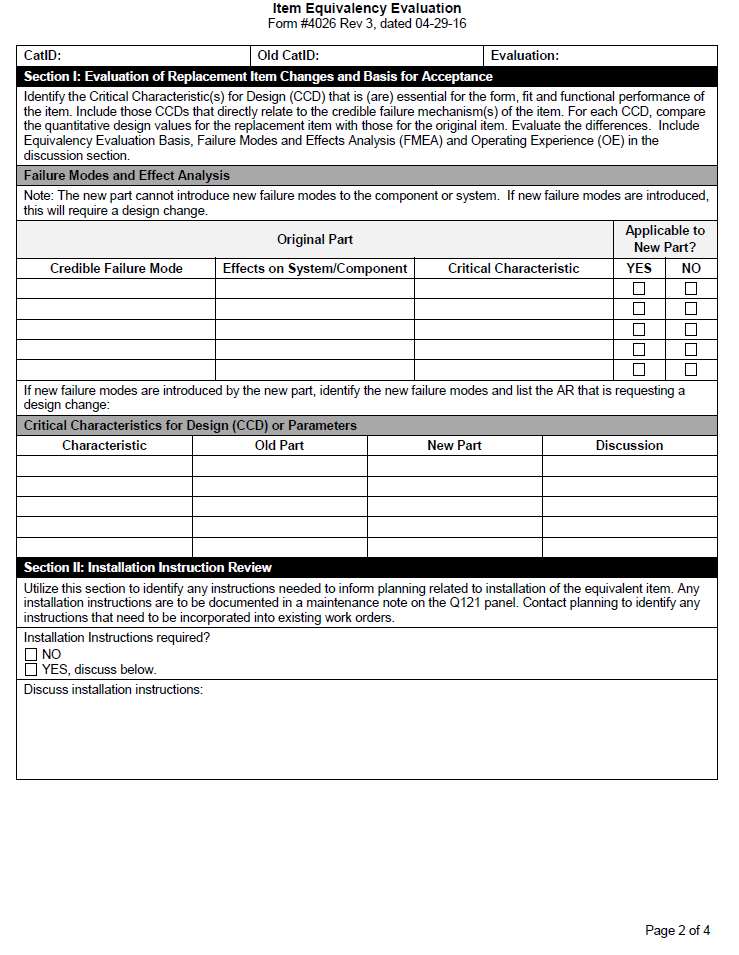 Item Equivalency Evaluation
Form #4026 Rev 3, dated 04-29-16
CatID: Old CatID: Evaluation:
Section I: Evaluation of Replacement Item Changes and Basis for Acceptance
Identify the Critical Characteristic(s) for Design (CCD) that is (are) essential for the form, fit and functional performance of
the item. Include those CCDs that directly relate to the credible failure mechanism(s) of the item. For each CCD, compare
the quantitative design values for the replacement item with those for the original item. Evaluate the differences. Include
Equivalency Evaluation Basis, Failure Modes and Effects Analysis (FMEA) and Operating Experience (OE) in the
discussion section.
Failure Modes and Effect Analysis
Note: The new part cannot introduce new failure modes to the component or system. If new failure modes are introduced,
this will require a design change.
Original Part
Applicable to
New Part?
Credible Failure Mode Effects on System/Component Critical Characteristic YES NO
If new failure modes are introduced by the new part, identify the new failure modes and list the AR that is requesting a
design change:
Critical Characteristics for Design (CCD) or Parameters
Characteristic Old Part New Part Discussion
Section II: Installation Instruction Review
Utilize this section to identify any instructions needed to inform planning related to installation of the equivalent item. Any
installation instructions are to be documented in a maintenance note on the Q121 panel. Contact planning to identify any
instructions that need to be incorporated into existing work orders.
Installation Instructions required?
NO
YES, discuss below.
Discuss installation instructions:
Page 2 of 4